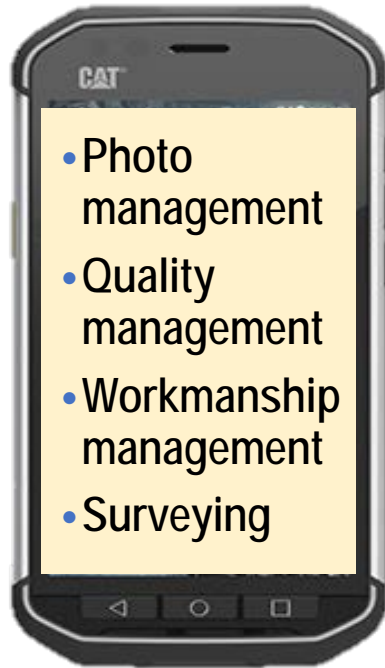 CAT
•Photo
management
•Quality
management
•Workmanship
management
•Surveying